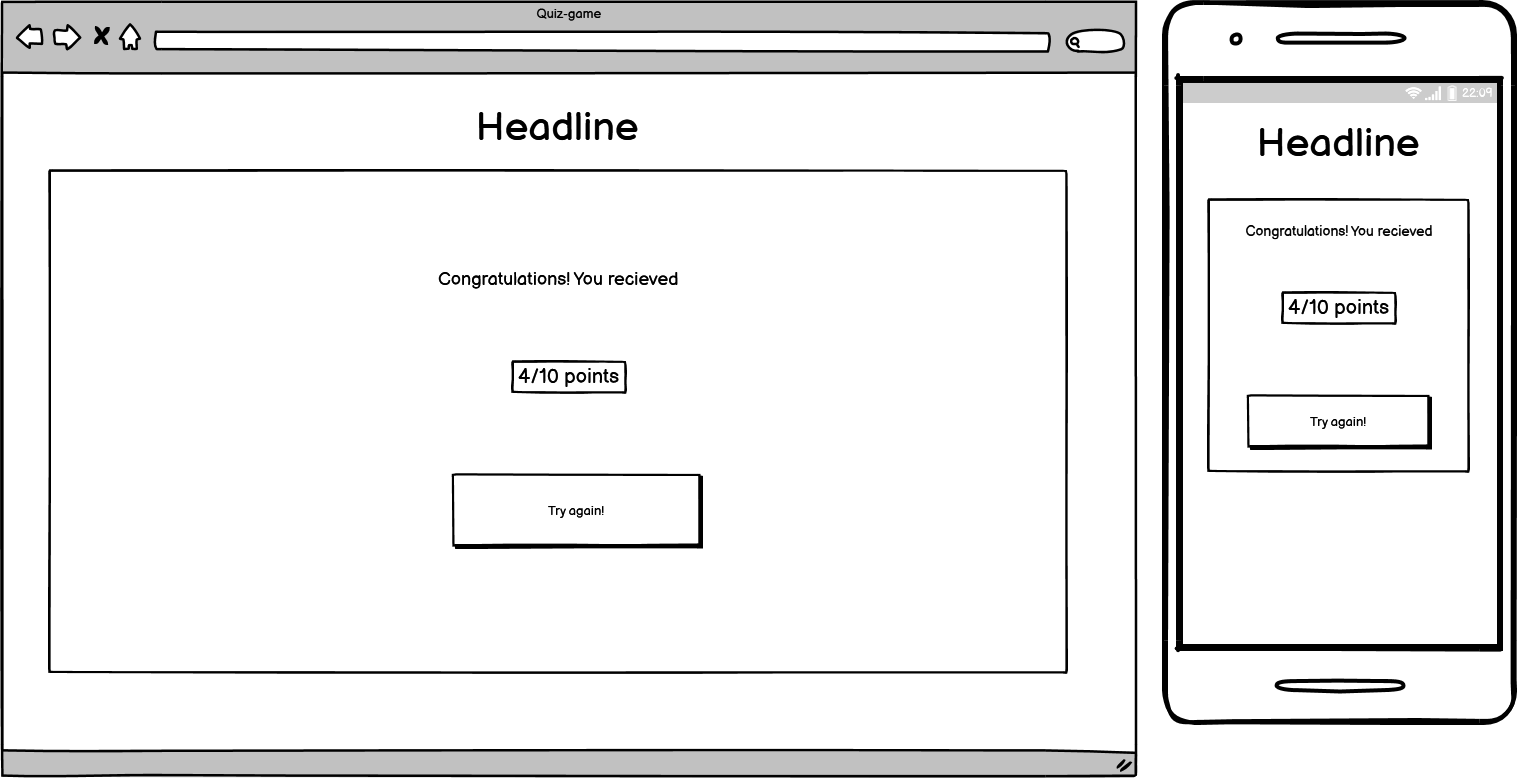 Quiz-game
Headline
Congratulations! You recieved
4/10 points
Try again!
22:09
Headline
Congratulations! You recieved
4/10 points
Try again!